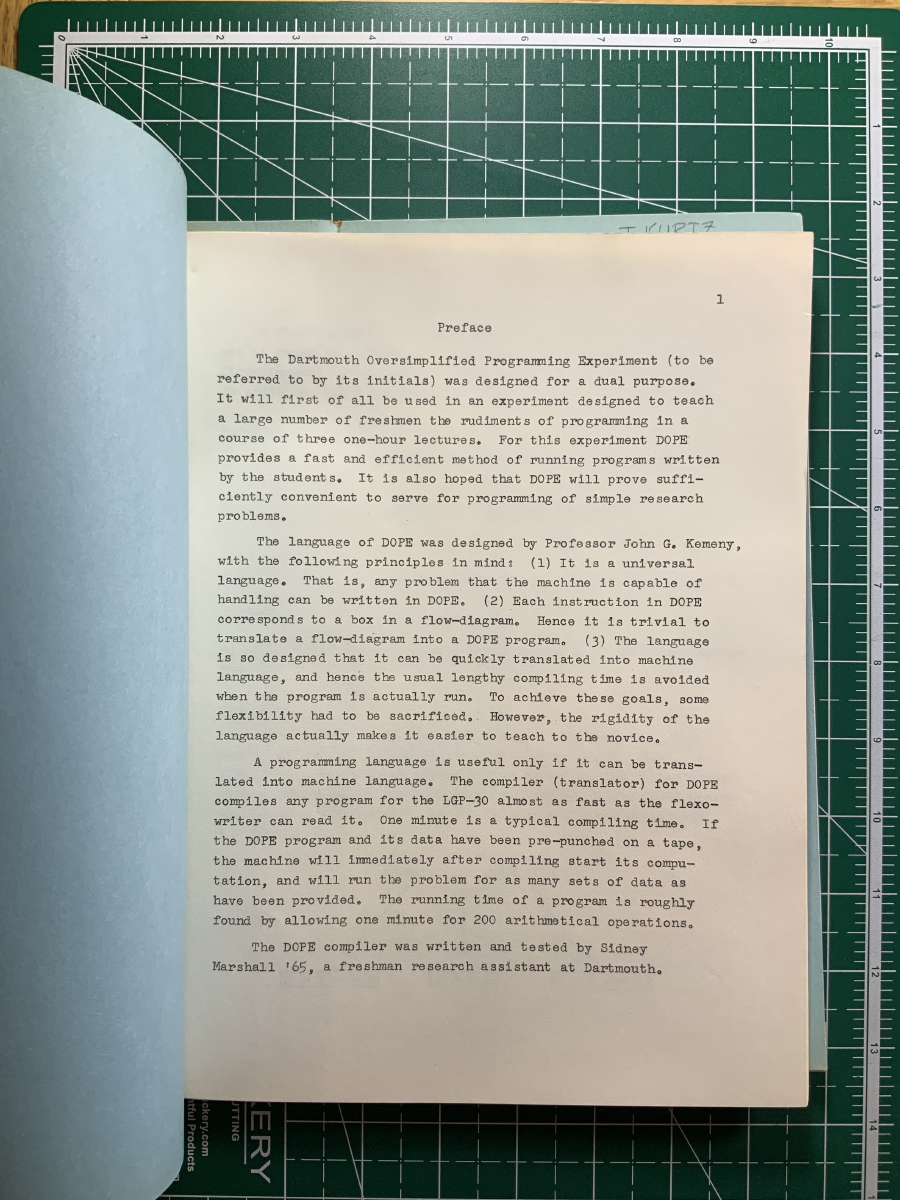 0 1 2 3 4 5 6 7 8 9 10
1
2
3
4
5
6
7
8
9
10
11
12
13
14
T KURTZ
1
Preface
The Dartmouth Oversimplified Programming Experiment (to be
referred to by its initials) was designed for a dual purpose.
It will first of all be used in an experiment designed to teach
a large number of freshmen the rudiments of programming in a
course of three one-hour lectures. For this experiment DOPE
provides a fast and efficient method of running programs written
by the students. It is also hoped that DOPE will prove suffi-
ciently convenient to serve for programming of simple research
problems.
The language of DOPE was designed by Professor John G. Kemeny,
with the following principles in mind: (1) It is a universal
language. That is, any problem that the machine is capable of
handling can be written in DOPE. (2) Each instruction in DOPE
corresponds to a box in a flow-diagram. Hence it is trivial to
translate a flow-diagram into a DOPE program. (3) The language
is so designed that it can be quickly translated into machine
language, and hence the usual lengthy compiling time is avoided
when the program is actually run. To achieve these goals, some
flexibility had to be sacrificed. However, the rigidity of the
language actually makes it easier to teach to the novice.
A programming language is useful only if it can be trans-
lated into machine language. The compiler (translator) for DOPE
compiles any program for the LGP-30 almost as fast as the flexo-
writer can read it. One minute is a typical compiling time. If
the DOPE program and its data have been pre-punched on a tape,
the machine will immediately after compiling start its compu-
tation, and will run the problem for as many sets of data as
have been provided. The running time of a program is roughly
found by allowing one minute for 200 arithmetical operations.
The DOPE compiler was written and tested by Sidney
Marshall '65, a freshman research assistant at Dartmouth.
KERY
UTTING
ckery.com
tful Products